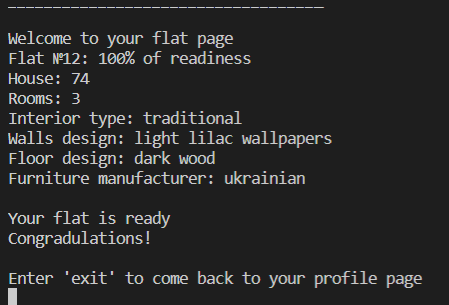 ___________________________________
Welcome to your flat page
Flat №12: 100% of readiness
House: 74
Rooms: 3
Interior type: traditional
Walls design: light lilac wallpapers
Floor design: dark wood
Furniture manufacturer: ukrainian
Your flat is ready
Congradulations!
Enter 'exit' to come back to your profile page